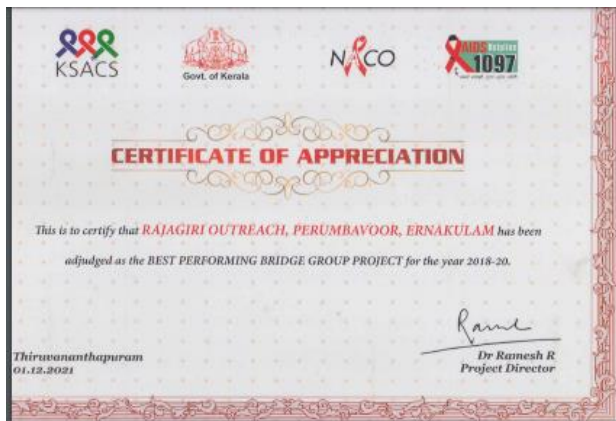 KSACS
Govt. of Kerala
NACO
AIDS Helpline
1097
CERTIFICATE OF APPRECIATION
This is to certify that RAJAGIRI OUTREACH, PERUMBAVOOR, ERNAKULAM has been
adjudged as the BEST PERFORMING BRIDGE GROUP PROJECT for the year 2018-20.
Thiruvananthapuram
01.12.2021
Dr Ramesh R
Project Director